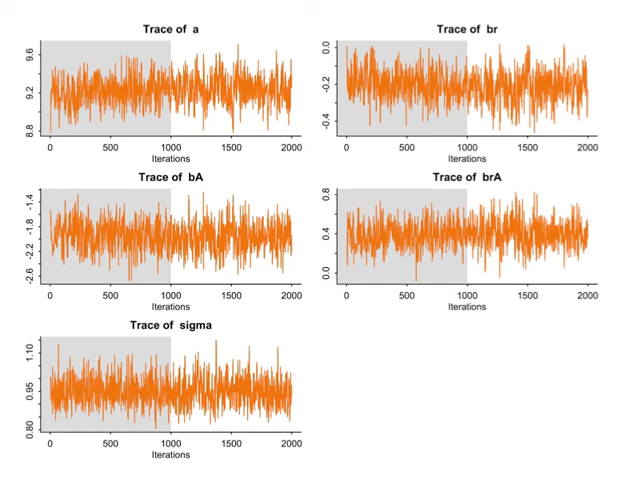 Trace of a
9.6
9.2
8.8
0 500 1000 1500 2000
Iterations
Trace of br
0.0
-0.2
-0.4
0 500 1000 1500 2000
Iterations
Trace of bA
-1.4
-1.8
-2.2
-2.6
0 500 1000 1500 2000
Iterations
Trace of brA
0.8
0.4
0.0
0 500 1000 1500 2000
Iterations
Trace of sigma
1.10
0.95
0.80
0 500 1000 1500 2000
Iterations